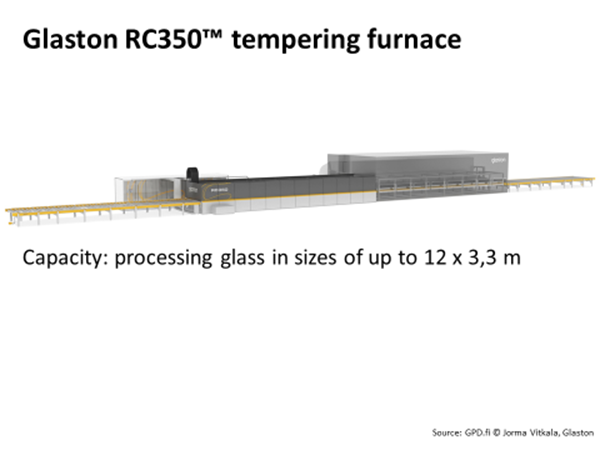 Glaston RC350™ tempering furnace
glaston
Capacity: processing glass in sizes of up to 12 x 3,3 m
Source: GPD.fi © Jorma Vitkala, Glaston